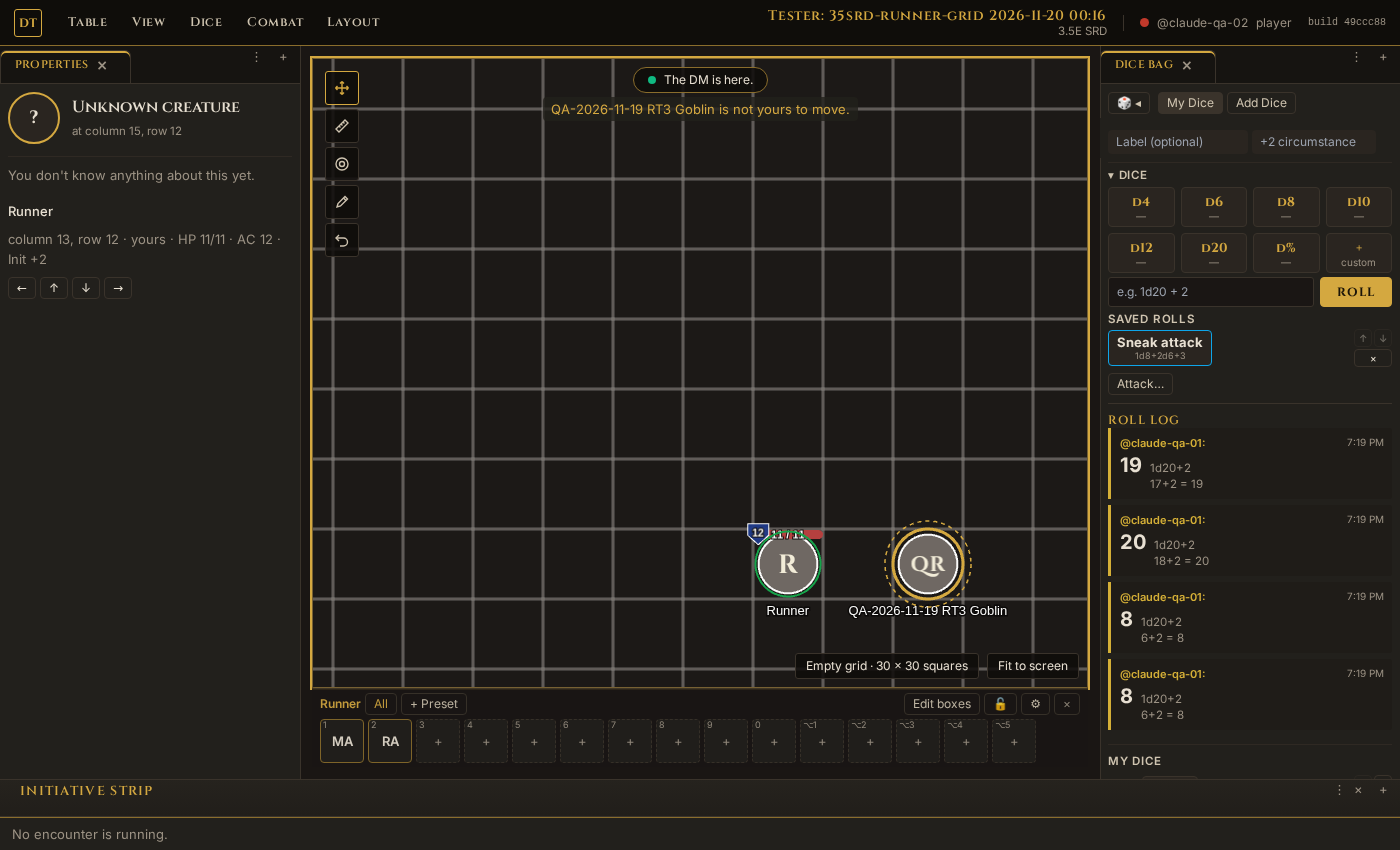 DT
TABLE
VIEW
DICE
COMBAT
LAYOUT
TESTER: 35SRD-RUNNER-GRID 2026-11-20 00:16
3.5E SRD
@claude-qa-02 player
build 49ccc88
PROPERTIES ×
?
UNKNOWN CREATURE
at column 15, row 12
You don't know anything about this yet.
Runner
column 13, row 12 · yours · HP 11/11 · AC 12 ·
Init +2
← ↑ ↓ →
The DM is here.
QA-2026-11-19 RT3 Goblin is not yours to move.
12
11 / 11
R
QR
Runner
QA-2026-11-19 RT3 Goblin
Empty grid · 30 × 30 squares
Fit to screen
Runner
All
+ Preset
Edit boxes
×
1 MA
2 RA
3 +
4 +
5 +
6 +
7 +
8 +
9 +
0 +
⌥1 +
⌥2 +
⌥3 +
⌥4 +
⌥5 +
DICE BAG ×
My Dice
Add Dice
Label (optional)
+2 circumstance
▾ DICE
D4 —
D6 —
D8 —
D10 —
D12 —
D20 —
D% —
+ custom
e.g. 1d20 + 2
ROLL
SAVED ROLLS
Sneak attack
1d8+2d6+3
↑ ↓
×
Attack...
ROLL LOG
@claude-qa-01: 7:19 PM
19 1d20+2
17+2 = 19
@claude-qa-01: 7:19 PM
20 1d20+2
18+2 = 20
@claude-qa-01: 7:19 PM
8 1d20+2
6+2 = 8
@claude-qa-01: 7:19 PM
8 1d20+2
6+2 = 8
MY DICE
INITIATIVE STRIP
No encounter is running.